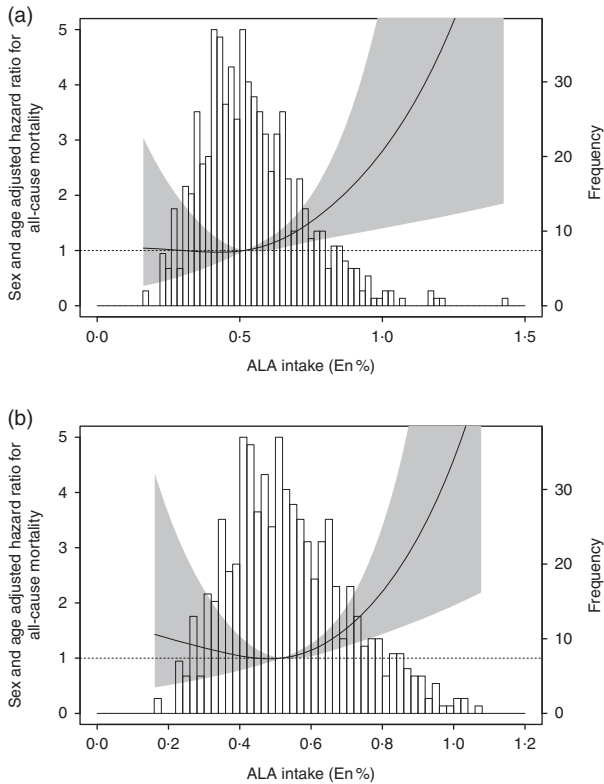 (a)
Sex and age adjusted hazard ratio for
all-cause mortality
5
4
3
2
1
0
30
20
10
0
Frequency
0·0 0·5 1·0 1·5
ALA intake (En %)
(b)
Sex and age adjusted hazard ratio for
all-cause mortality
5
4
3
2
1
0
30
20
10
0
Frequency
0·0 0·2 0·4 0·6 0·8 1·0 1·2
ALA intake (En %)